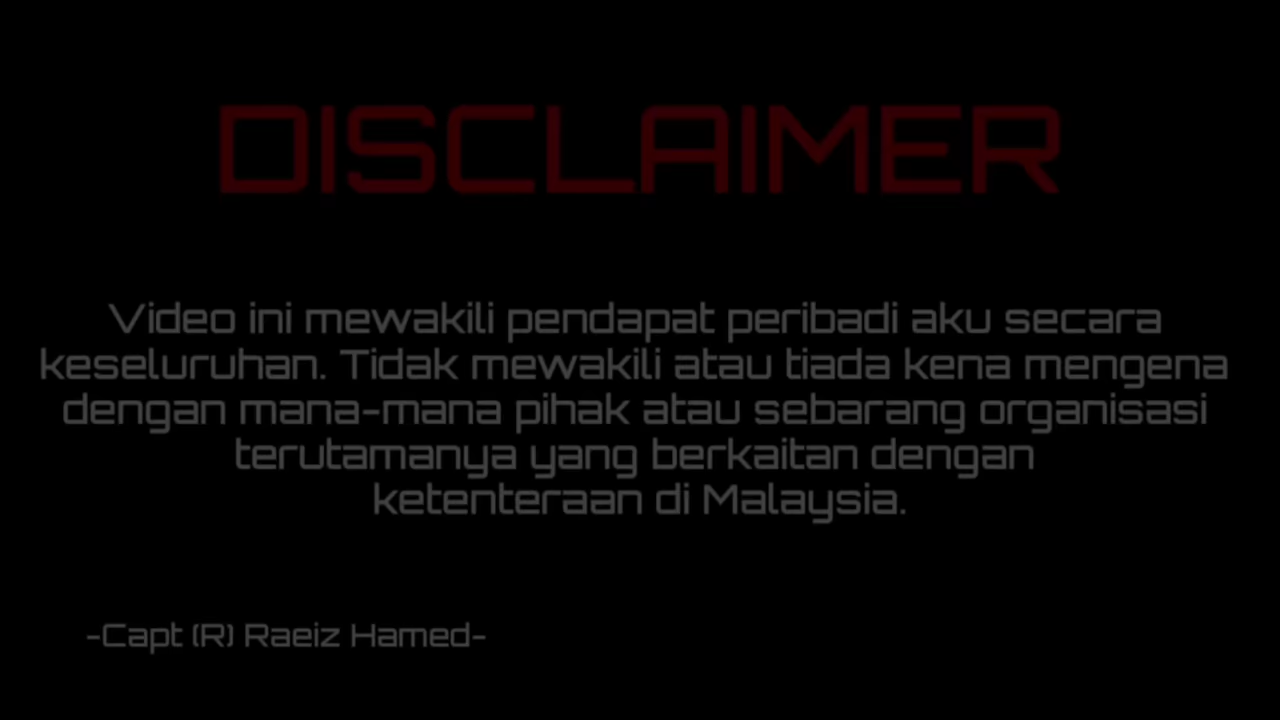 DISCLAIMER
Video ini mewakili pendapat peribadi aku secara
keseluruhan. Tidak mewakili atau tiada kena mengena
dengan mana-mana pihak atau sebarang organisasi
terutamanya yang berkaitan dengan
ketenteraan di Malaysia.
-Capt (R) Raeiz Hamed-